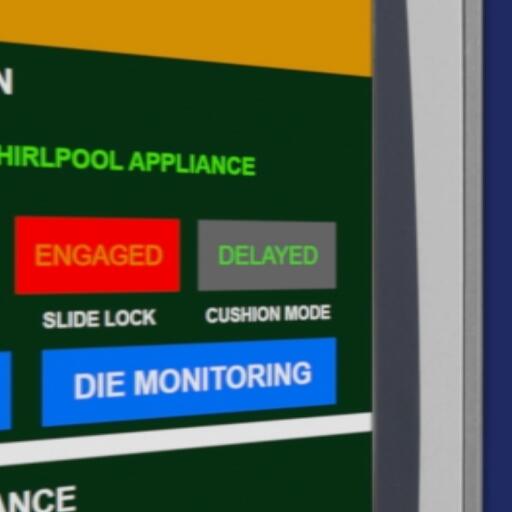 N
HIRLPOOL APPLIANCE
ENGAGED
DELAYED
SLIDE LOCK
CUSHION MODE
DIE MONITORING
ANCE